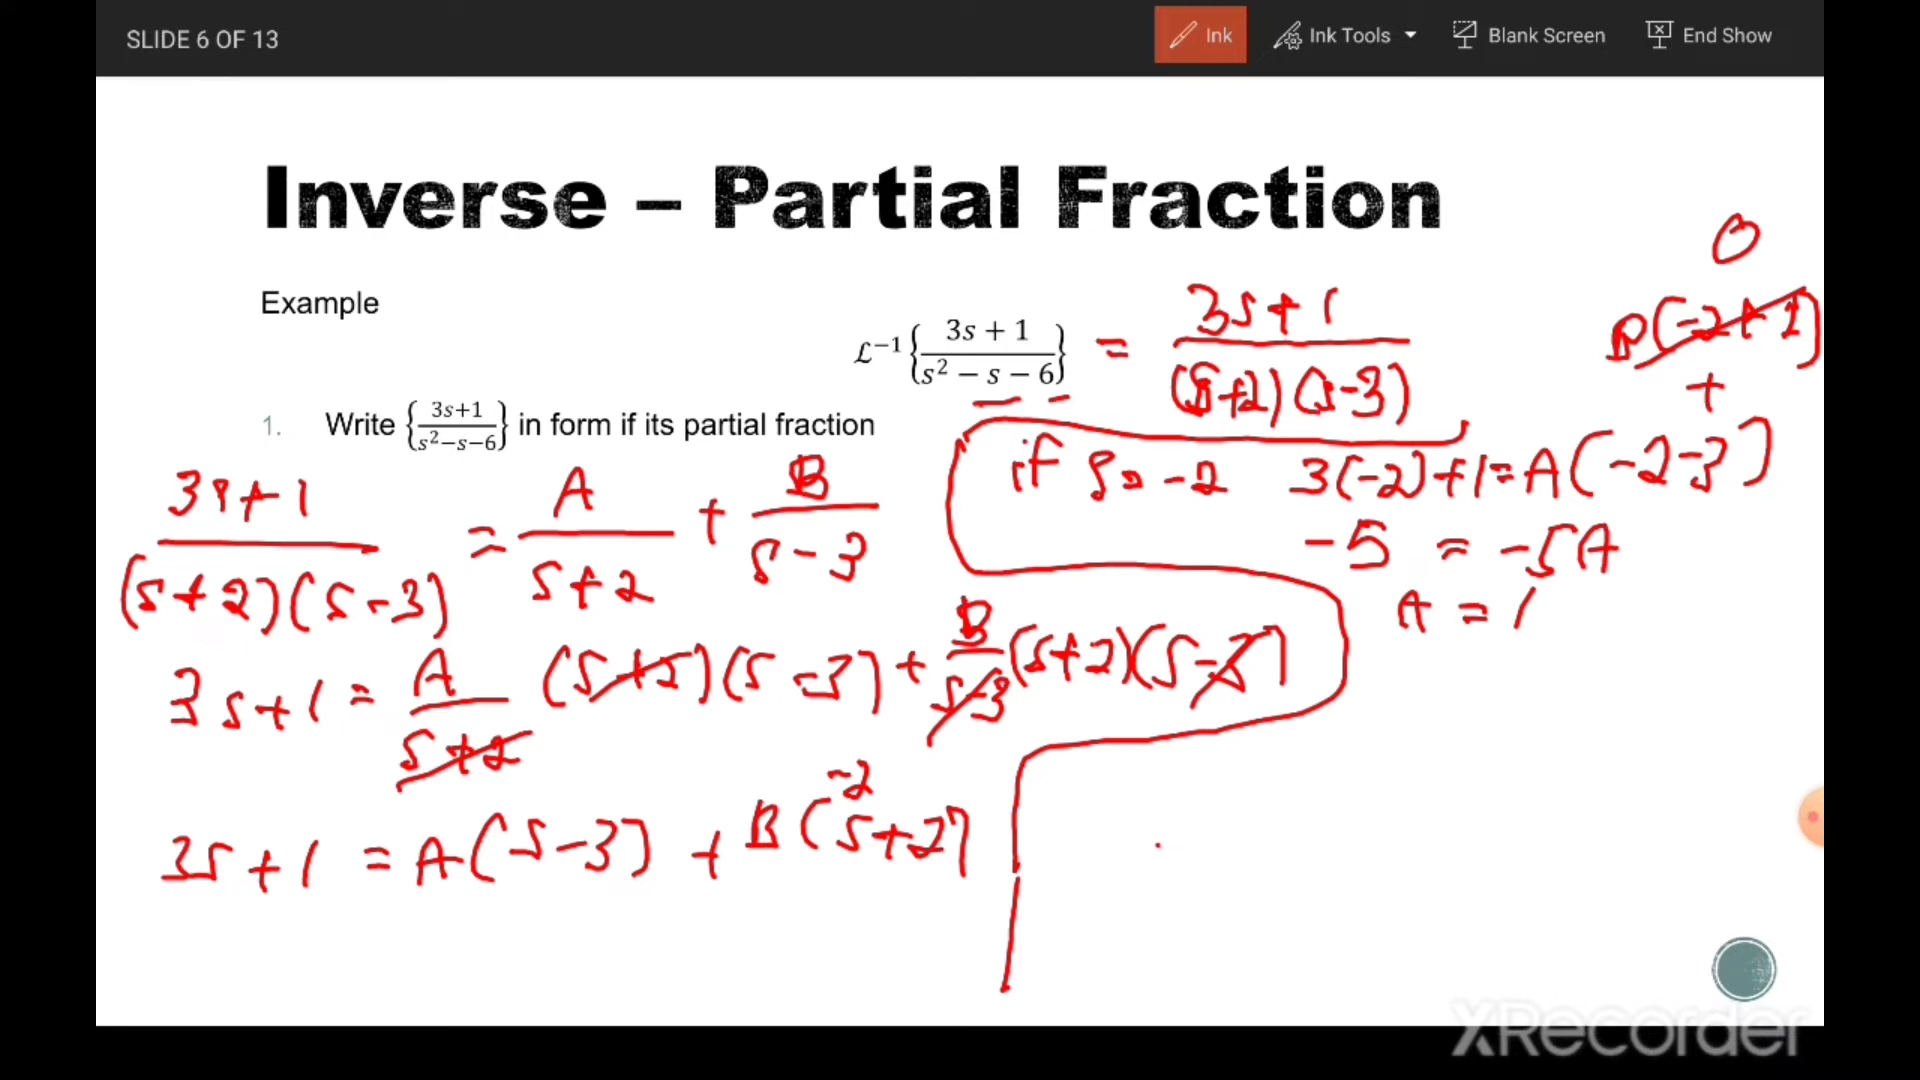 SLIDE 6 OF 13
Ink Ink Tools Blank Screen End Show
Inverse – Partial Fraction
Example
ℒ⁻¹{(3s + 1)/(s² − s − 6)} = (3s+1)/((s+2)(s-3))
0
1. Write {(3s+1)/(s²−s−6)} in form if its partial fraction
+
if s = -2 3(-2)+1=A(-2-3)
-5 = -5A
A = 1
(3s+1)/((s+2)(s-3)) = A/(s+2) + B/(s-3)
3s+1 = A/(s+2) (s+2)(s-3) + B/(s-3) (s+2)(s-3)
-2
3s+1 = A(s-3) + B(s+2)
XRecorder